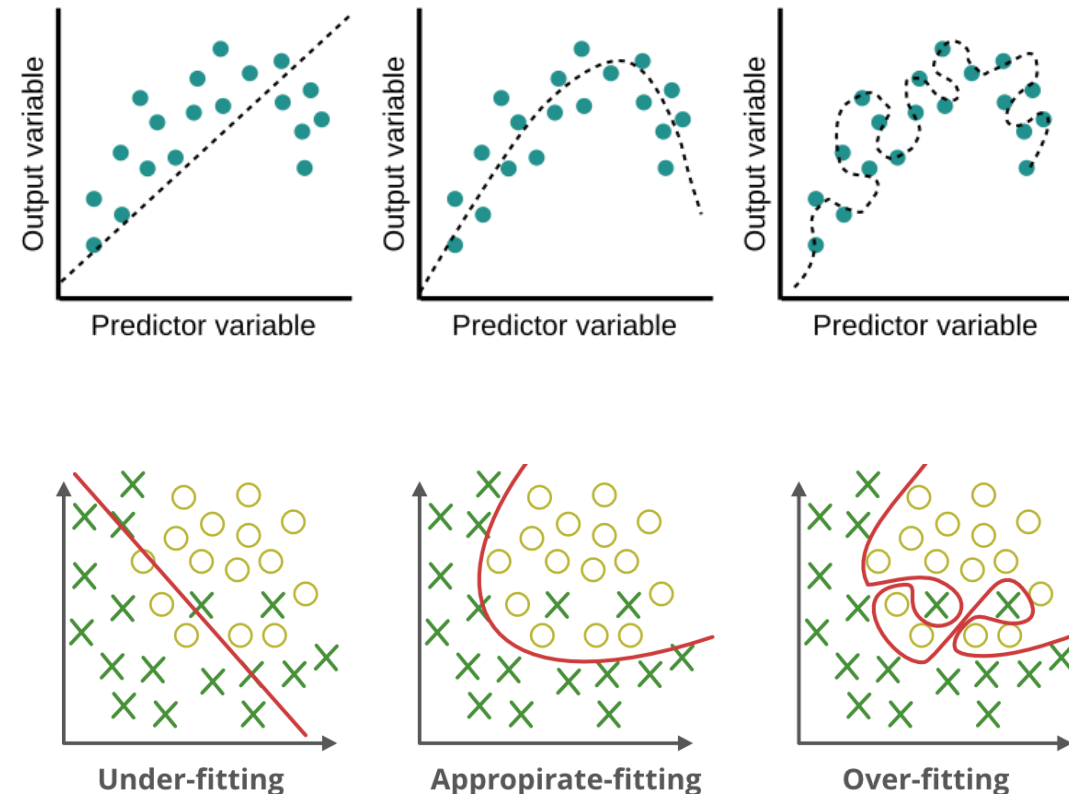 Output variable
Predictor variable
Output variable
Predictor variable
Output variable
Predictor variable
Under-fitting
Appropirate-fitting
Over-fitting